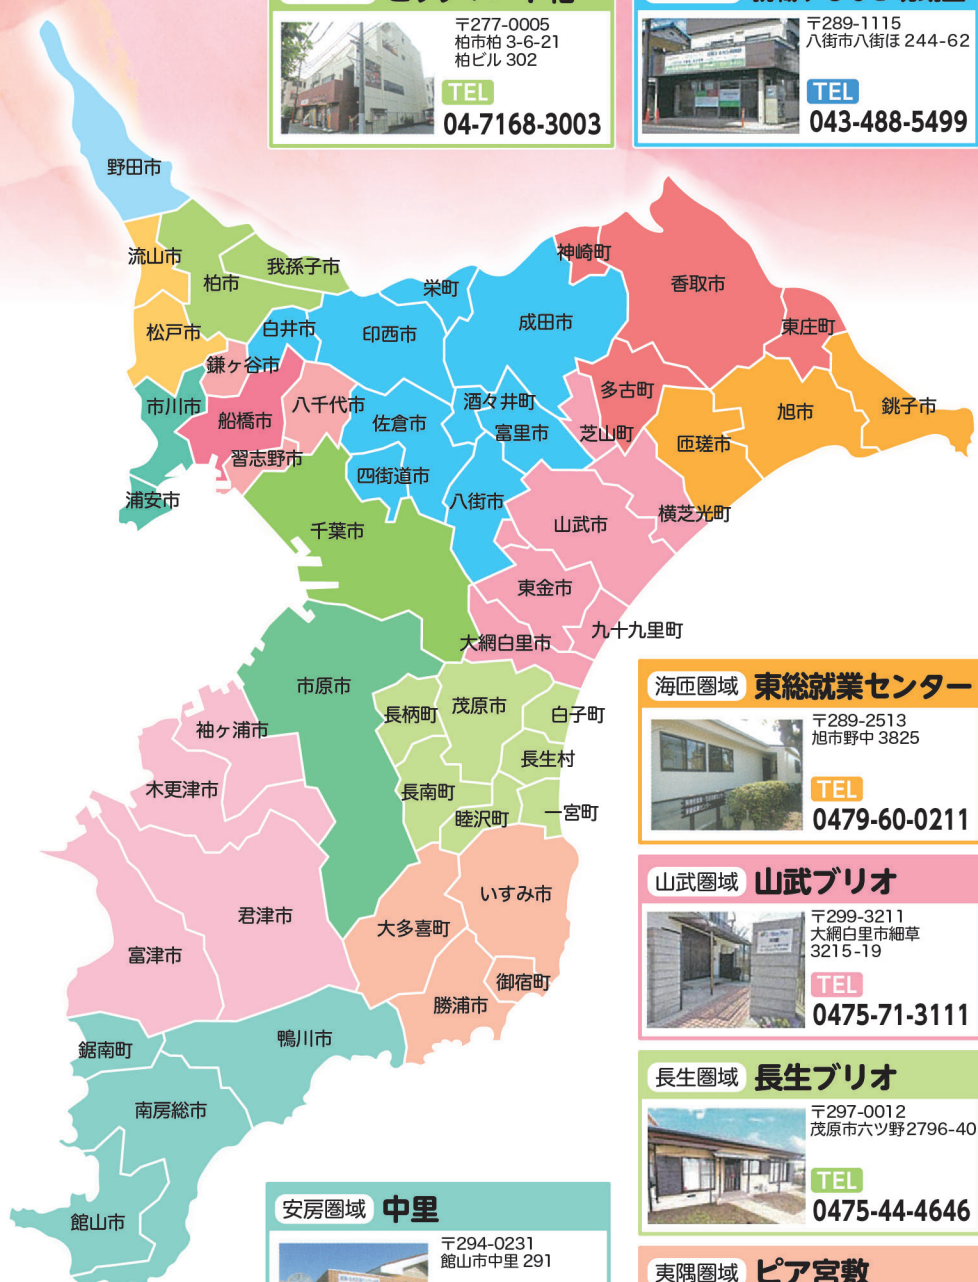 〒277-0005
柏市柏 3-6-21
柏ビル 302
TEL
04-7168-3003
〒289-1115
八街市八街ほ 244-62
TEL
043-488-5499
野田市
流山市
柏市
我孫子市
松戸市
白井市
鎌ヶ谷市
市川市
船橋市
八千代市
習志野市
浦安市
栄町
印西市
成田市
神崎町
香取市
東庄町
多古町
酒々井町
富里市
佐倉市
四街道市
八街市
芝山町
匝瑳市
旭市
銚子市
千葉市
山武市
横芝光町
東金市
九十九里町
大網白里市
市原市
長柄町
茂原市
白子町
長生村
長南町
睦沢町
一宮町
袖ヶ浦市
木更津市
君津市
富津市
いすみ市
大多喜町
御宿町
勝浦市
鋸南町
鴨川市
南房総市
館山市
海匝圏域 東総就業センター
〒289-2513
旭市野中 3825
TEL
0479-60-0211
山武圏域 山武ブリオ
〒299-3211
大網白里市細草
3215-19
TEL
0475-71-3111
長生圏域 長生ブリオ
〒297-0012
茂原市六ツ野2796-40
TEL
0475-44-4646
夷隅圏域 ピア宮敷
安房圏域 中里
〒294-0231
館山市中里 291